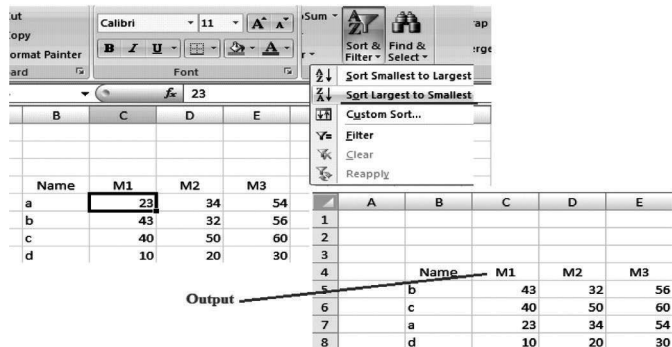 ut
Calibri 11 A A
Sum
opy
B I U A
ap
ormat Painter
Sort & Filter
Find & Select
erge
ard Font
fx 23
Sort Smallest to Largest
Sort Largest to Smallest
Custom Sort...
Filter
Clear
Reapply
B C D E
Name M1 M2 M3
a 23 34 54
b 43 32 56
c 40 50 60
d 10 20 30
Output
A B C D E
1
2
3
4 Name M1 M2 M3
5 b 43 32 56
6 c 40 50 60
7 a 23 34 54
8 d 10 20 30